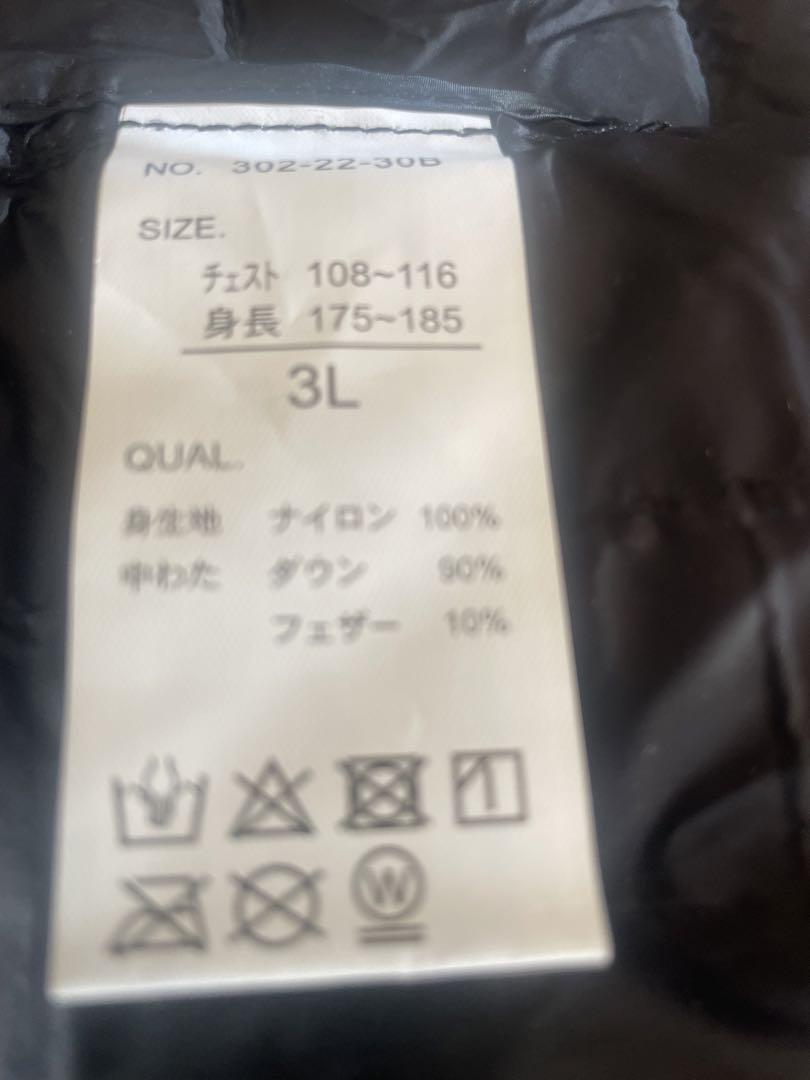 NO. 302-22-30B
SIZE.
チェスト 108~116
身長 175~185
3L
QUAL.
身生地 ナイロン 100%
中わた ダウン 90%
フェザー 10%
W